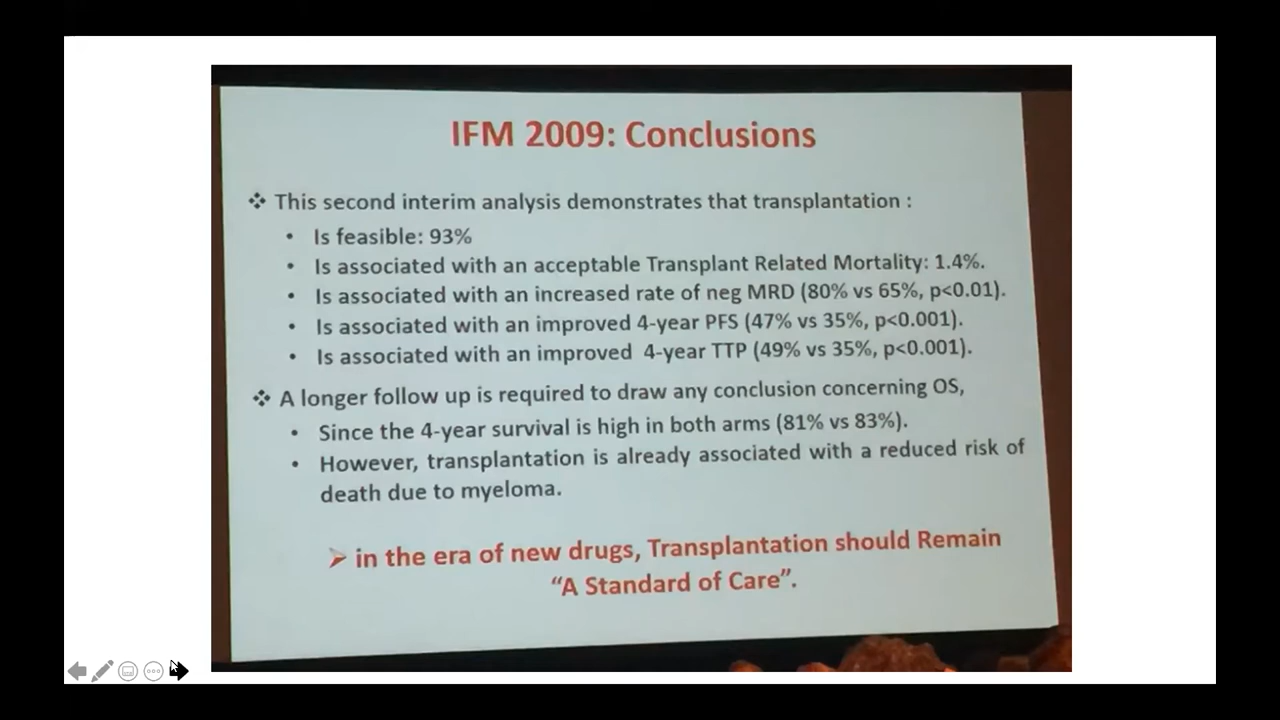 IFM 2009: Conclusions
❖ This second interim analysis demonstrates that transplantation :
• Is feasible: 93%
• Is associated with an acceptable Transplant Related Mortality: 1.4%.
• Is associated with an increased rate of neg MRD (80% vs 65%, p<0.01).
• Is associated with an improved 4-year PFS (47% vs 35%, p<0.001).
• Is associated with an improved 4-year TTP (49% vs 35%, p<0.001).
❖ A longer follow up is required to draw any conclusion concerning OS,
• Since the 4-year survival is high in both arms (81% vs 83%).
• However, transplantation is already associated with a reduced risk of
death due to myeloma.
➢ in the era of new drugs, Transplantation should Remain
“A Standard of Care”.